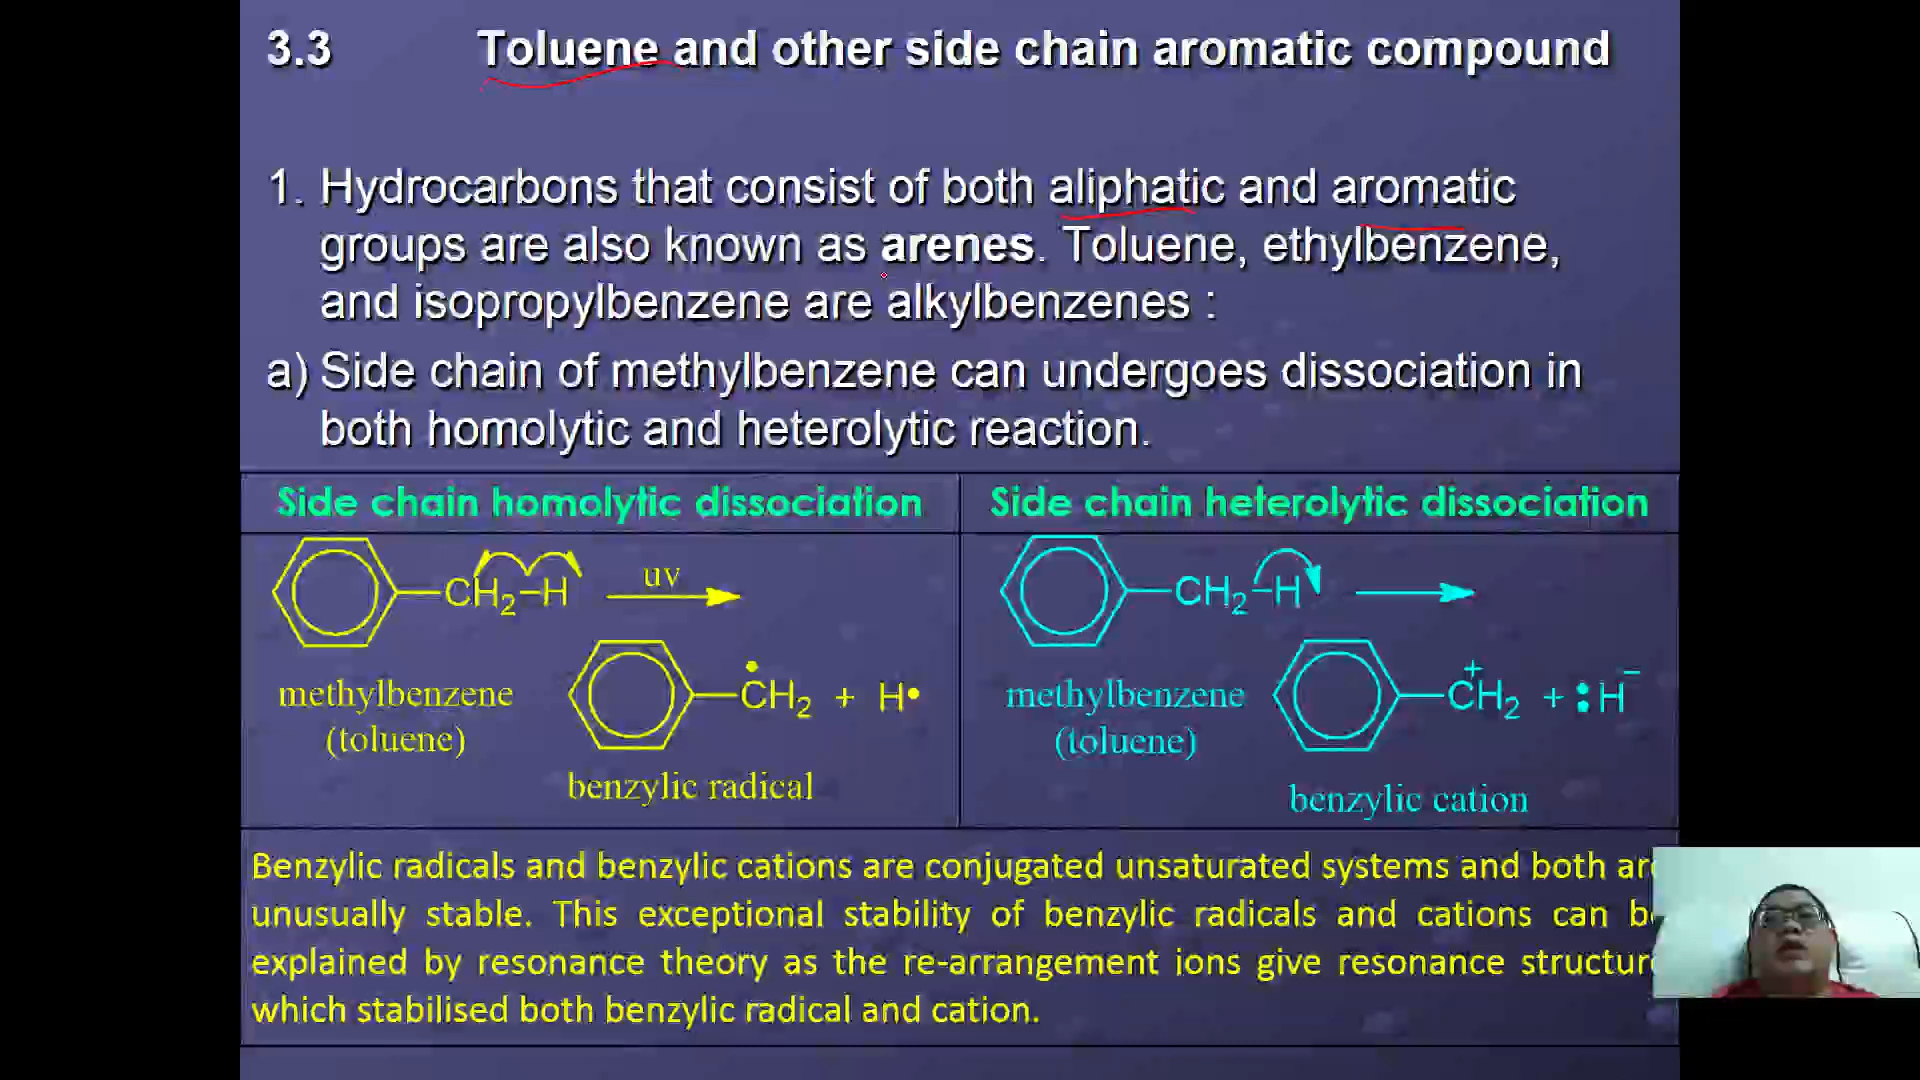 3.3 Toluene and other side chain aromatic compound
1. Hydrocarbons that consist of both aliphatic and aromatic
groups are also known as arenes. Toluene, ethylbenzene,
and isopropylbenzene are alkylbenzenes :
a) Side chain of methylbenzene can undergoes dissociation in
both homolytic and heterolytic reaction.
Side chain homolytic dissociation
CH2–H uv
methylbenzene
(toluene)
ĊH2 + H•
benzylic radical
Side chain heterolytic dissociation
CH2–H
methylbenzene
(toluene)
C⁺H2 + :H⁻
benzylic cation
Benzylic radicals and benzylic cations are conjugated unsaturated systems and both
unusually stable. This exceptional stability of benzylic radicals and cations can
explained by resonance theory as the re-arrangement ions give resonance
which stabilised both benzylic radical and cation.